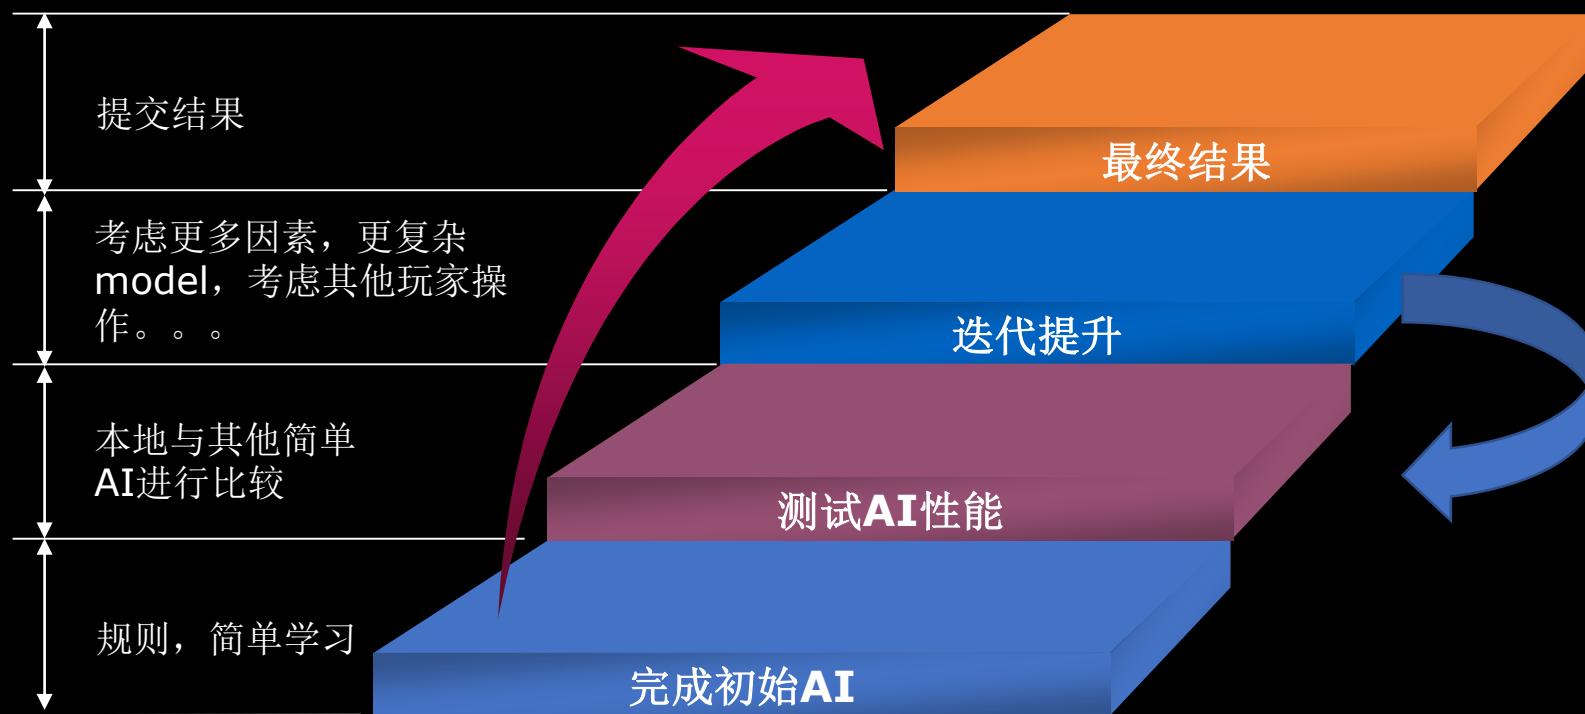 提交结果
最终结果
考虑更多因素，更复杂
model，考虑其他玩家操
作。。。
迭代提升
本地与其他简单
AI进行比较
测试AI性能
规则，简单学习
完成初始AI